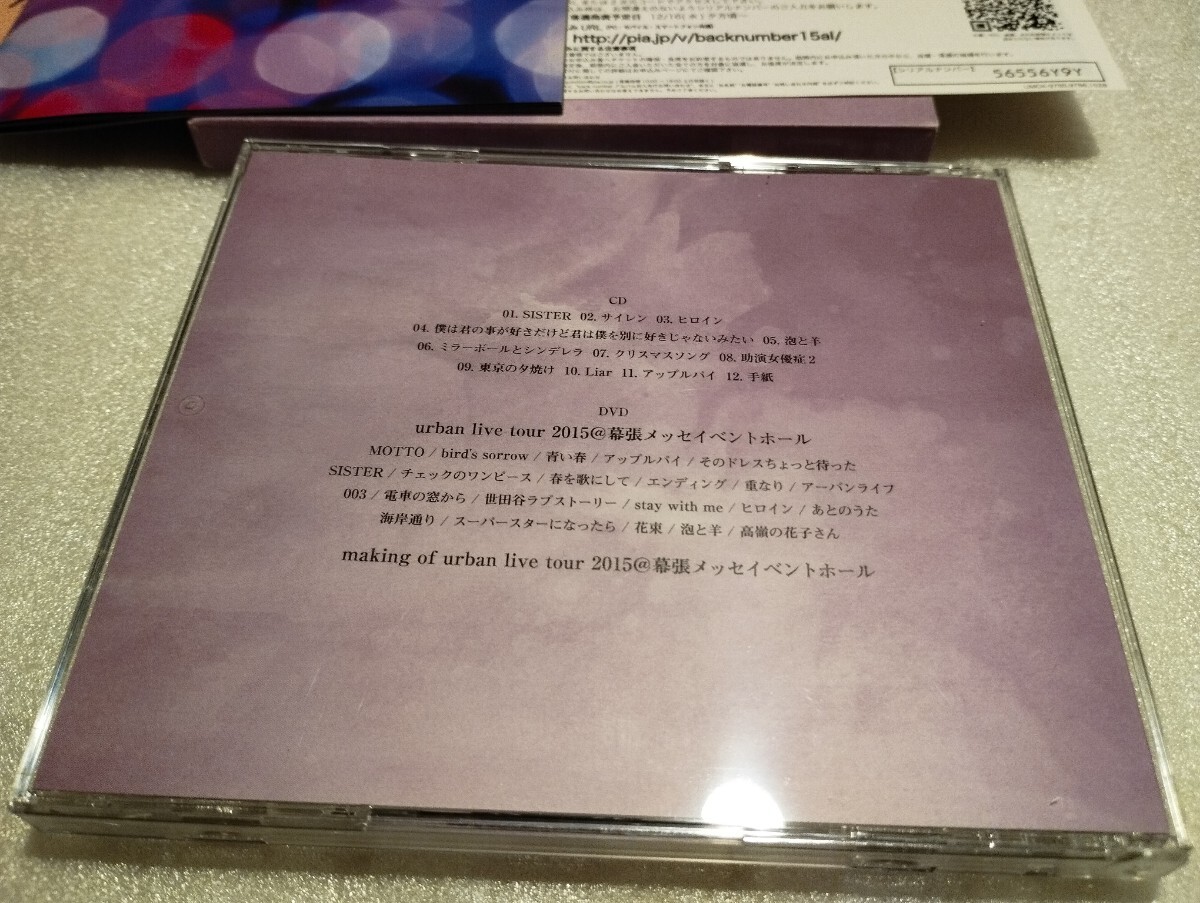 http://pia.jp/v/backnumber15al/
【シリアルナンバー】 56556Y9Y
CD
01. SISTER 02. サイレン 03. ヒロイン
04. 僕は君の事が好きだけど君は僕を別に好きじゃないみたい 05. 泡と羊
06. ミラーボールとシンデレラ 07. クリスマスソング 08. 助演女優症2
09. 東京の夕焼け 10. Liar 11. アップルパイ 12. 手紙
DVD
urban live tour 2015@幕張メッセイベントホール
MOTTO / bird's sorrow / 青い春 / アップルパイ / そのドレスちょっと待った
SISTER / チェックのワンピース / 春を歌にして / エンディング / 重なり / アーバンライフ
003 / 電車の窓から / 世田谷ラブストーリー / stay with me / ヒロイン / あとのうた
海岸通り / スーパースターになったら / 花束 / 泡と羊 / 高嶺の花子さん
making of urban live tour 2015@幕張メッセイベントホール